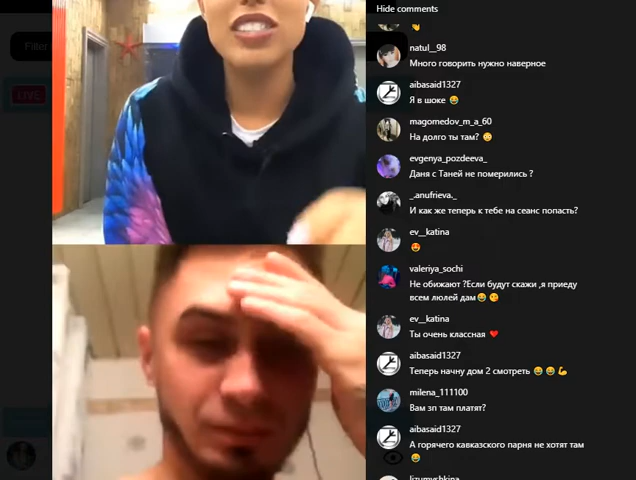 Hide comments
Filter
LIVE
👏
natul__98
Много говорить нужно наверное
aibasaid1327
Я в шоке 😂
magomedov_m_a_60
На долго ты там? 😳
evgenya_pozdeeva_
Даня с Таней не померились ?
_.anufrieva._
И как же теперь к тебе на сеанс попасть?
ev__katina
😍
valeriya_sochi
Не обижают ?Если будут скажи ,я приеду
всем люлей дам😂 😘
ev__katina
Ты очень классная ❤️
aibasaid1327
Теперь начну дом 2 смотреть 😂 😂 💪
milena_111100
Вам зп там платят?
aibasaid1327
А горячего кавказского парня не хотят там
😂